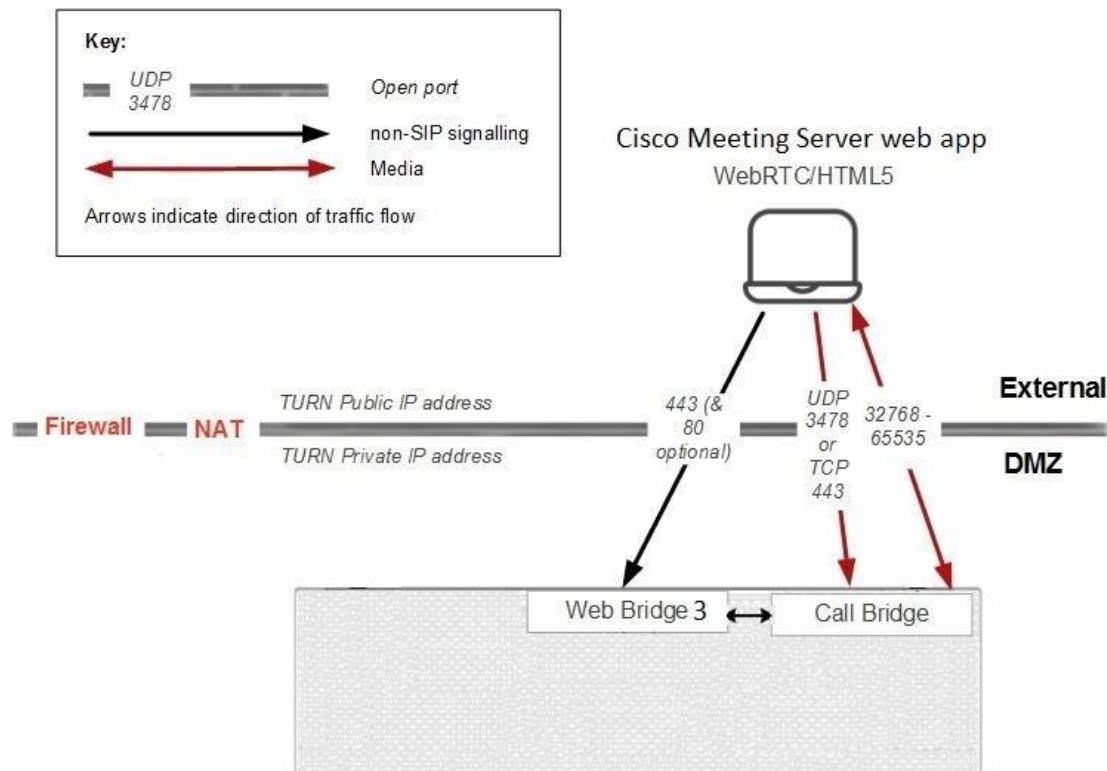 Key:
UDP
3478
Open port
non-SIP signalling
Media
Arrows indicate direction of traffic flow
Cisco Meeting Server web app
WebRTC/HTML5
Firewall
NAT
TURN Public IP address
TURN Private IP address
443 (&
80
optional)
UDP
3478
or
TCP
443
32768 -
65535
External
DMZ
Web Bridge 3
Call Bridge